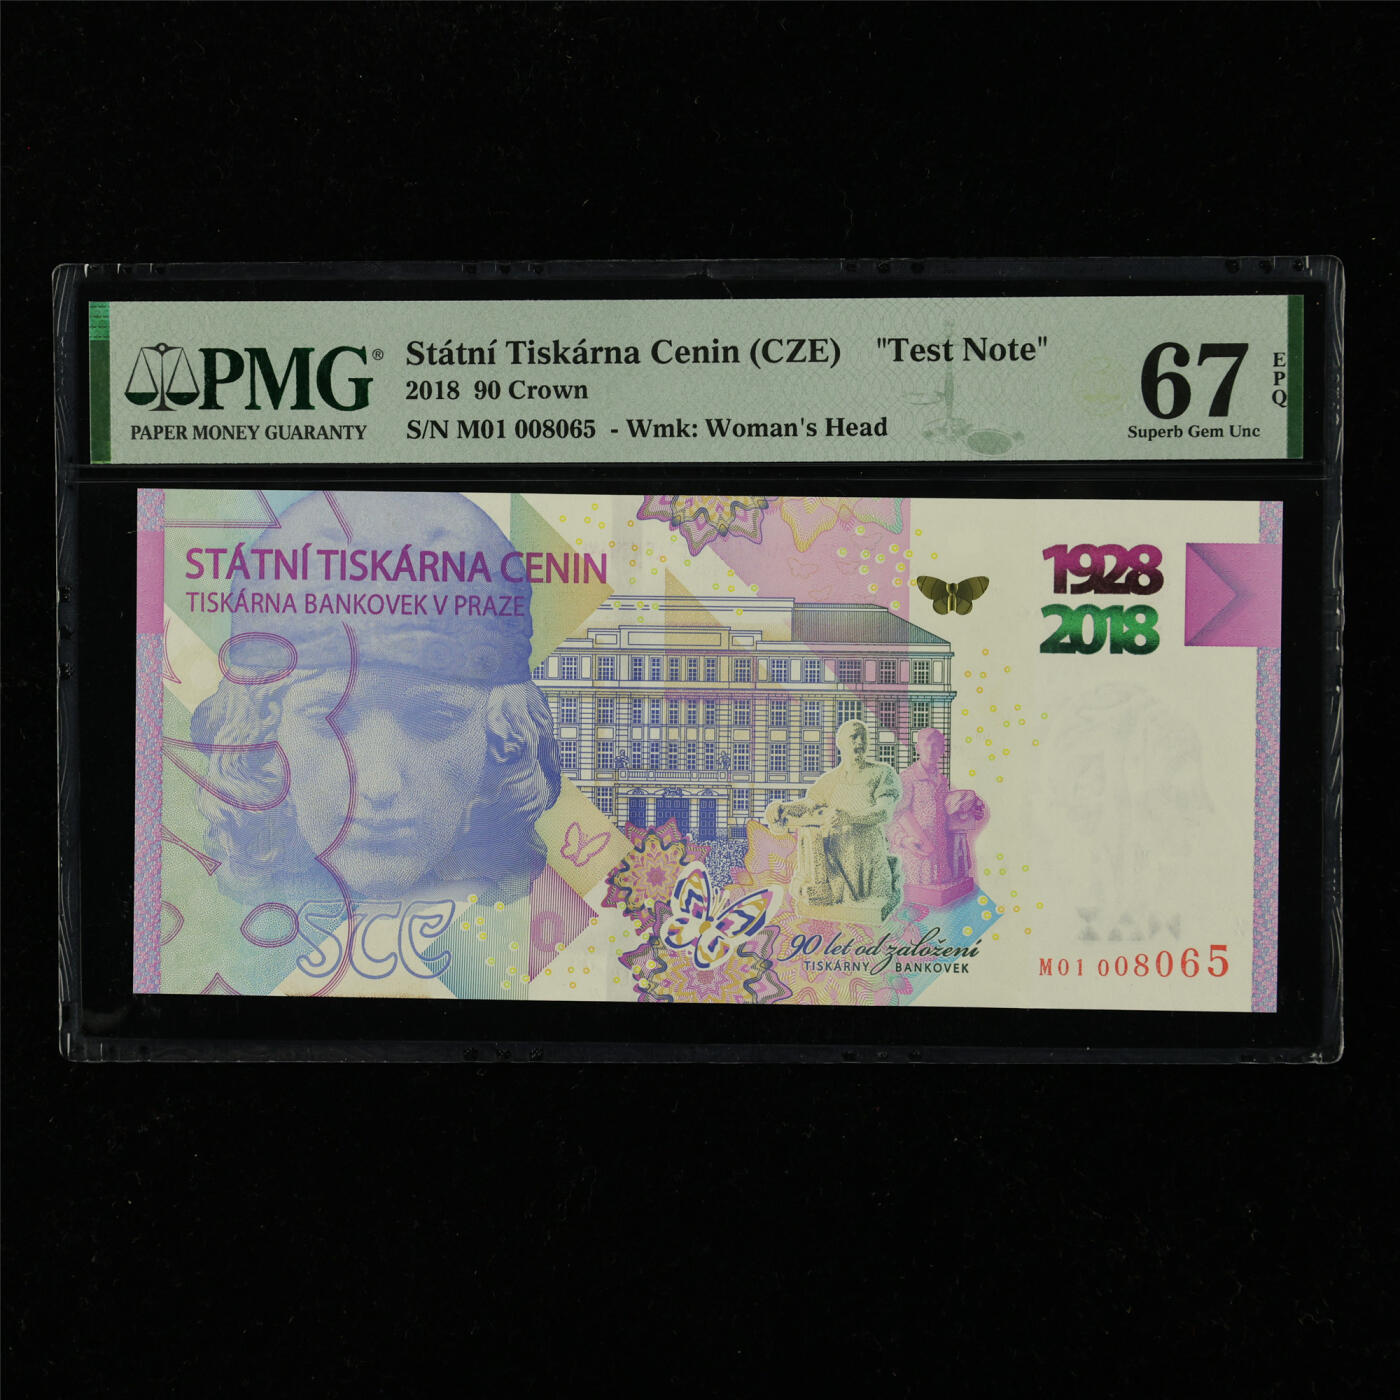 PMG®
PAPER MONEY GUARANTY
Státní Tiskárna Cenin (CZE) "Test Note"
2018 90 Crown
S/N M01 008065 - Wmk: Woman's Head
67
EPQ
Superb Gem Unc
STÁTNÍ TISKÁRNA CENIN
TISKÁRNA BANKOVEK V PRAZE
1928
2018
STC
90 let od založení
TISKÁRNY BANKOVEK
M01 008065